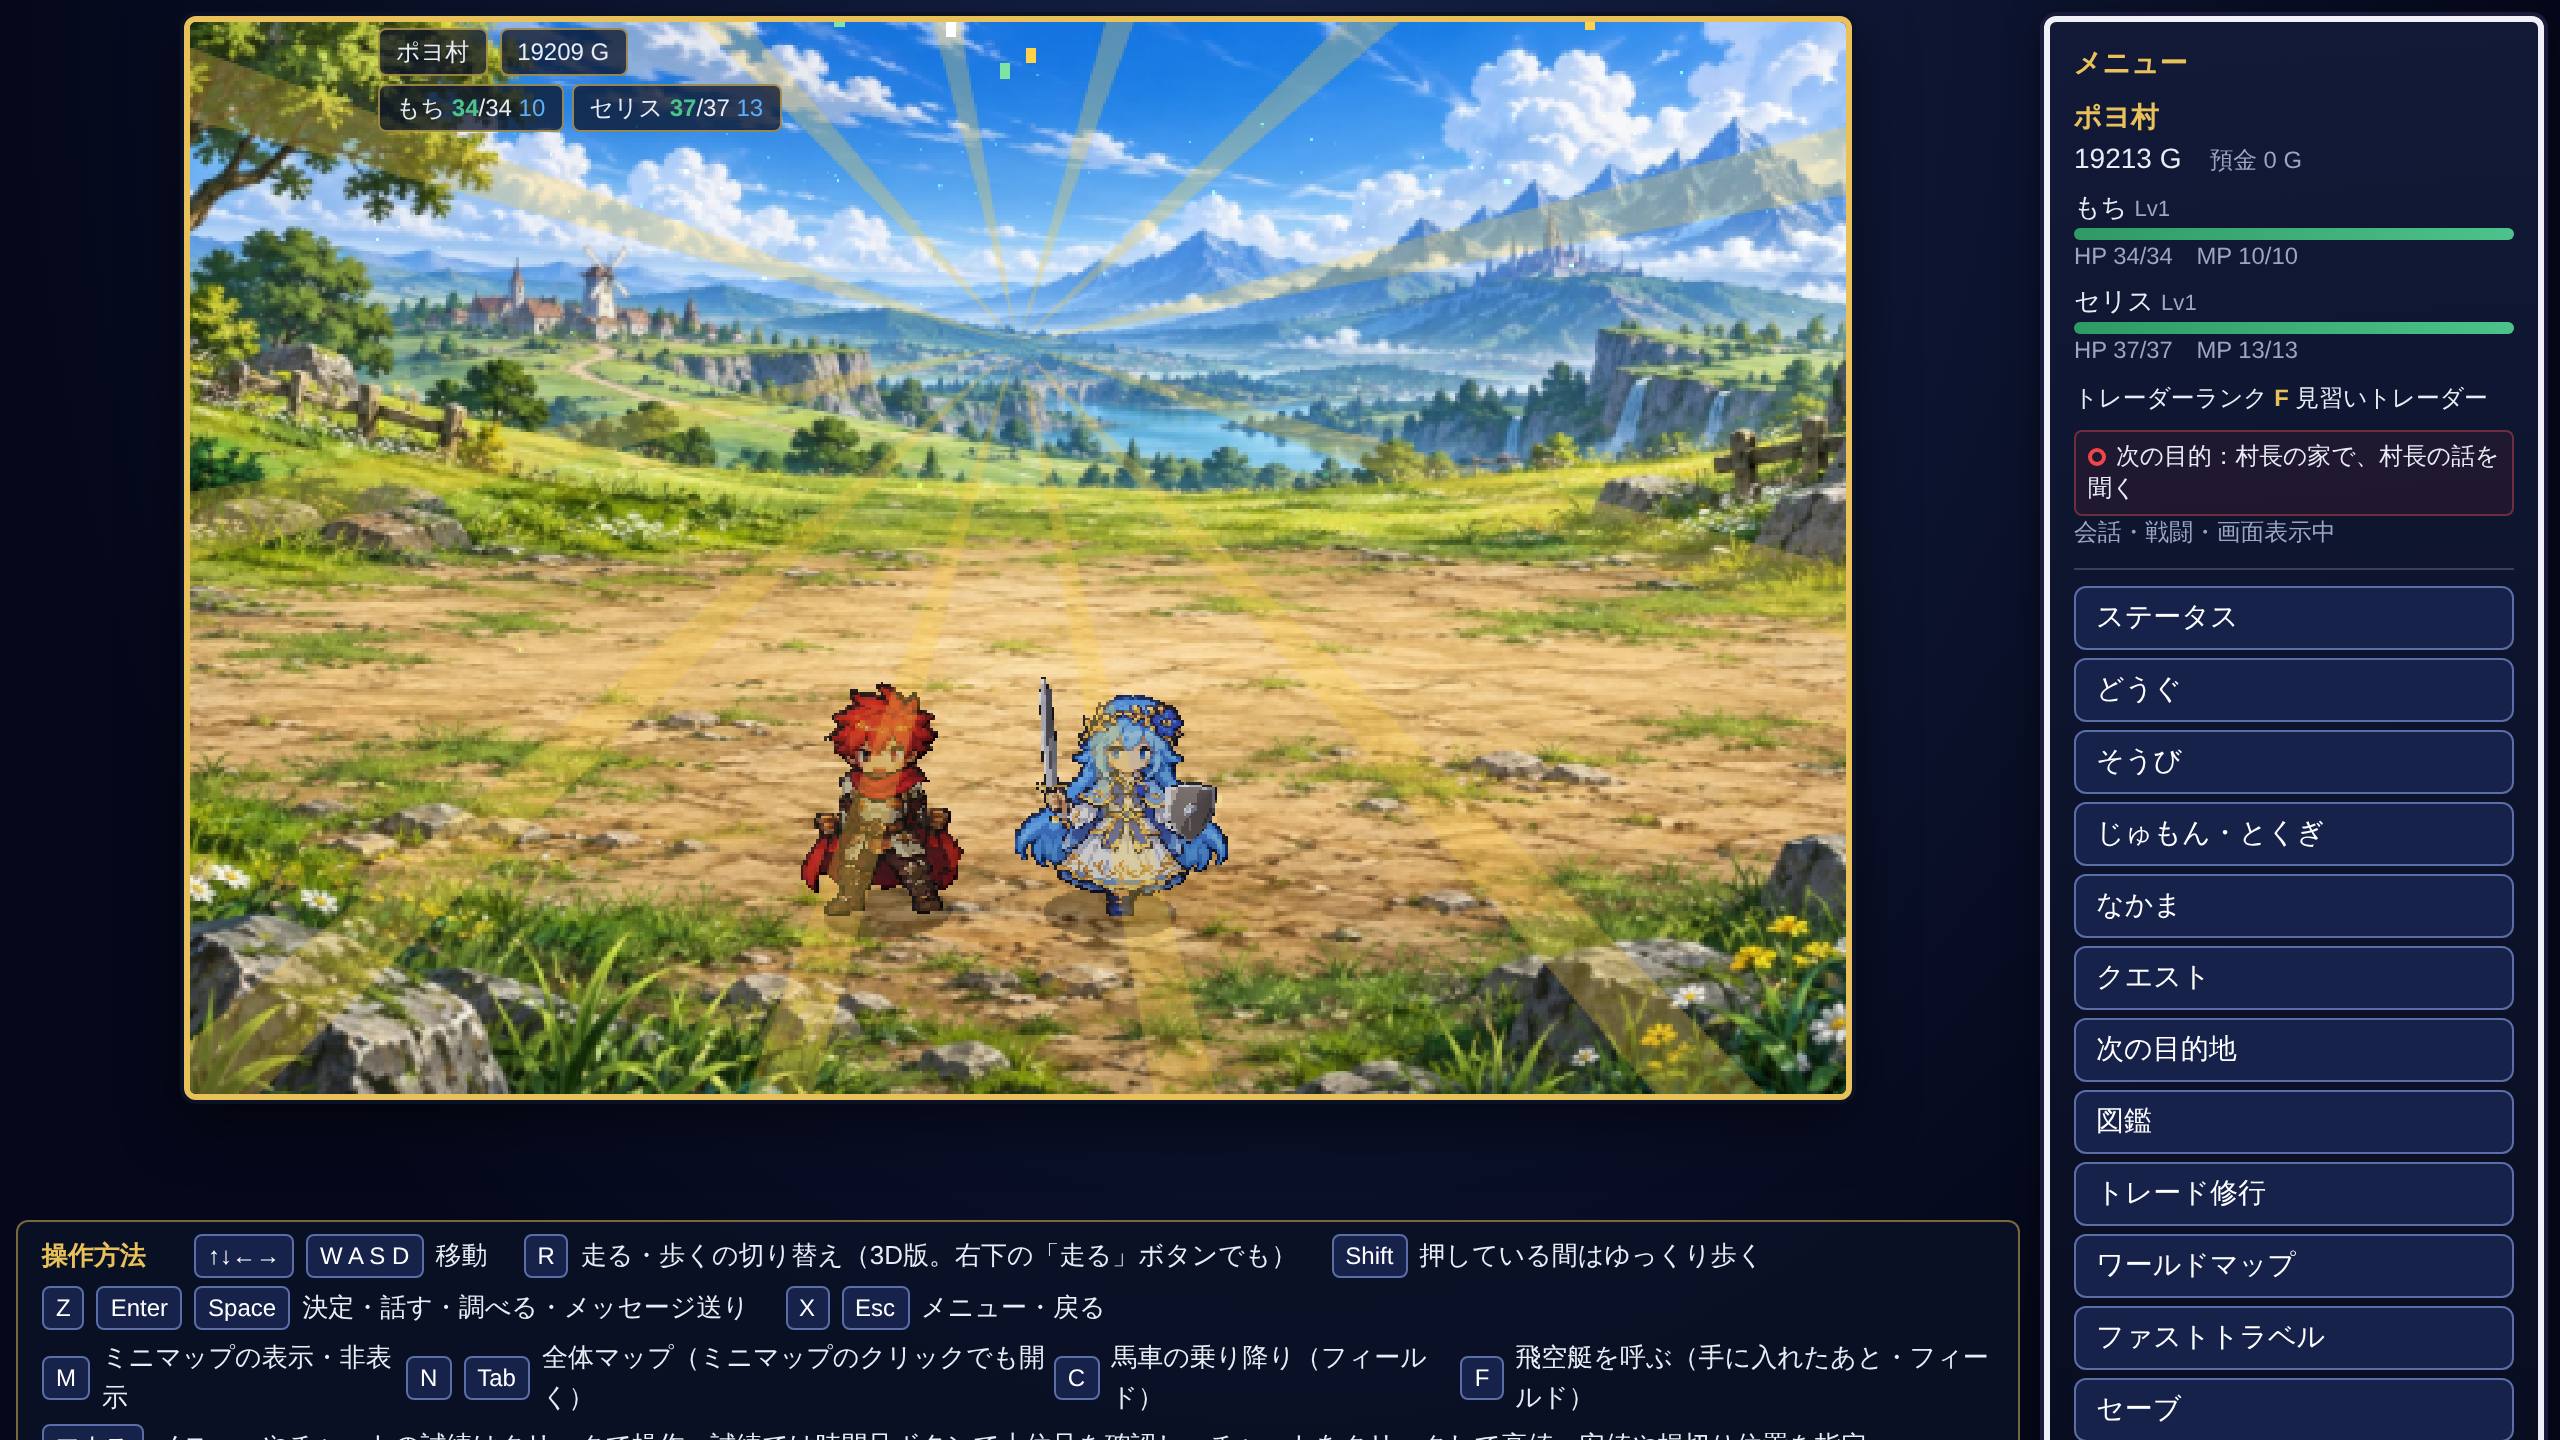 ポヨ村 19209 G
もち 34/34 10 セリス 37/37 13
メニュー
ポヨ村
19213 G 預金 0 G
もち Lv1
HP 34/34 MP 10/10
セリス Lv1
HP 37/37 MP 13/13
トレーダーランク F 見習いトレーダー
次の目的：村長の家で、村長の話を
聞く
会話・戦闘・画面表示中
ステータス
どうぐ
そうび
じゅもん・とくぎ
なかま
クエスト
次の目的地
図鑑
トレード修行
ワールドマップ
ファストトラベル
セーブ
操作方法 ↑↓←→ W A S D 移動 R 走る・歩くの切り替え（3D版。右下の「走る」ボタンでも） Shift 押している間はゆっくり歩く
Z Enter Space 決定・話す・調べる・メッセージ送り X Esc メニュー・戻る
M ミニマップの表示・非表示 N Tab 全体マップ（ミニマップのクリックでも開く） C 馬車の乗り降り（フィールド） F 飛空艇を呼ぶ（手に入れたあと・フィールド）